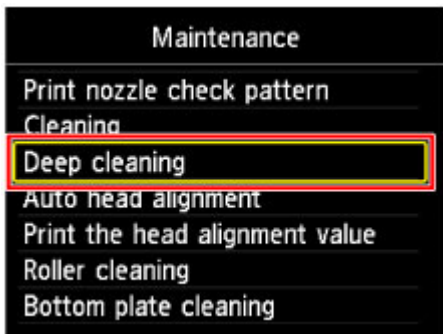 Maintenance
Print nozzle check pattern
Cleaning
Deep cleaning
Auto head alignment
Print the head alignment value
Roller cleaning
Bottom plate cleaning